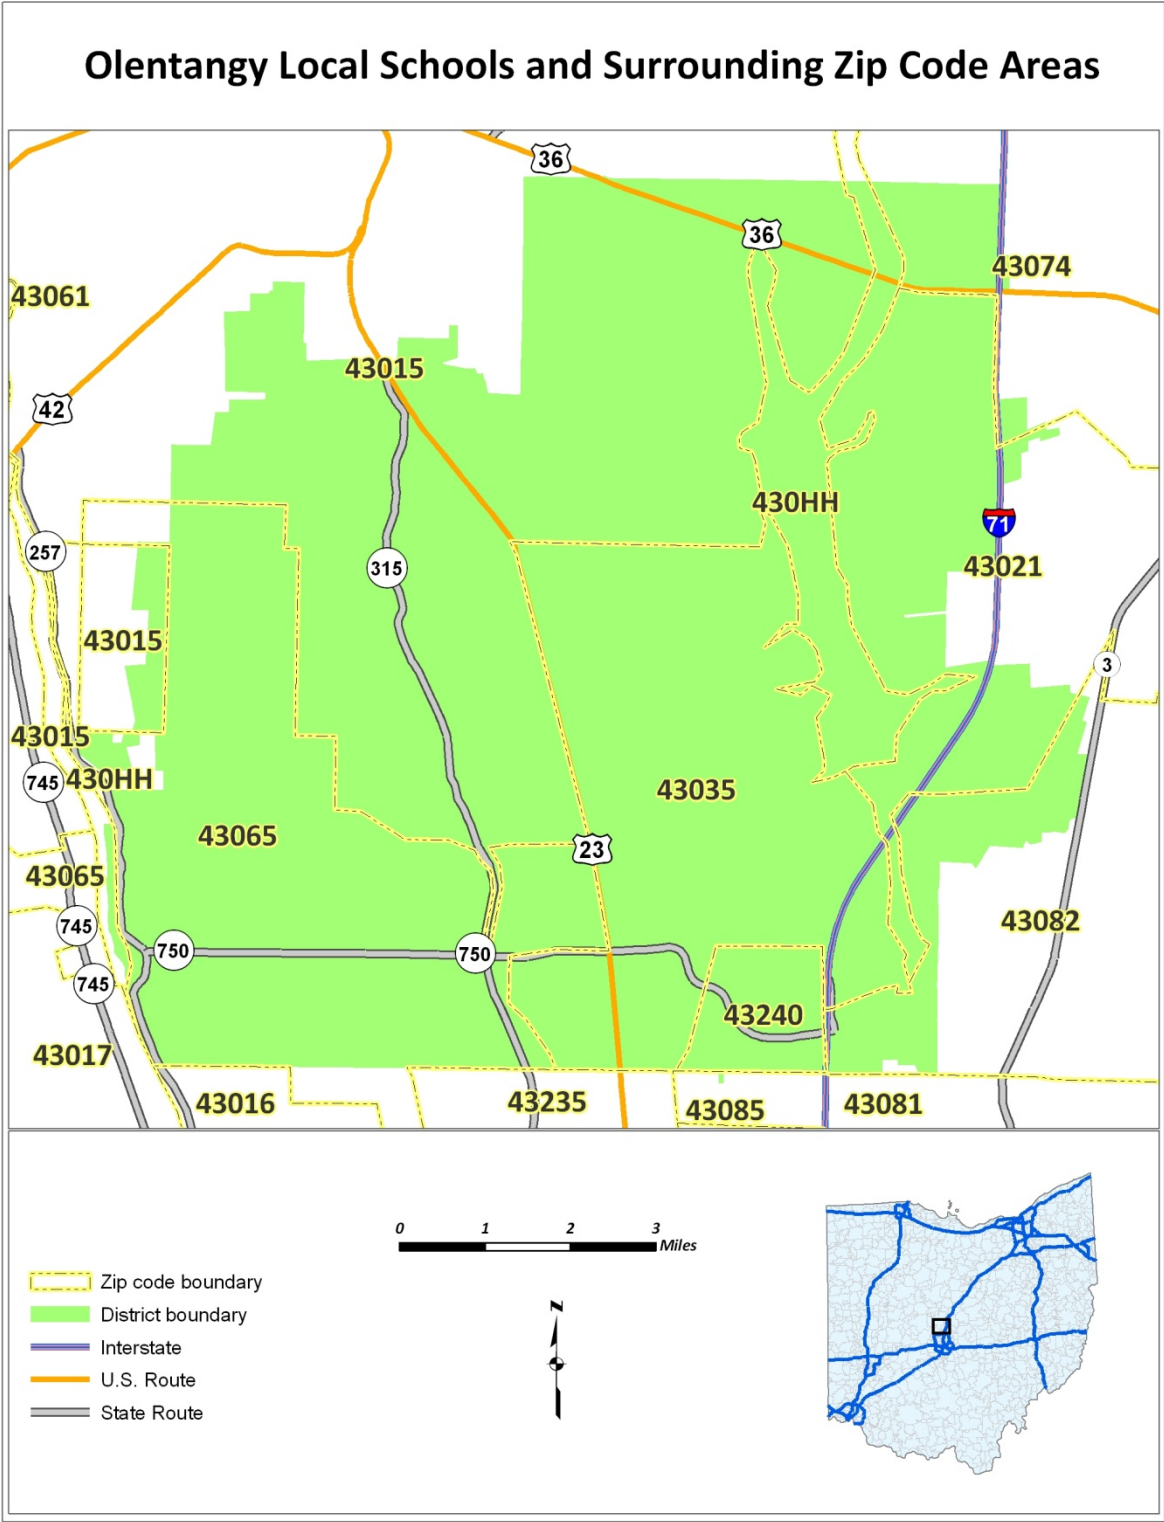 Olentangy Local Schools and Surrounding Zip Code Areas
36
36
43074
43061
43015
42
430HH
71
257
43021
315
43015
3
43015
745
430HH
43035
43065
23
43065
43082
745
750
750
745
43240
43017
43016
43235
43085
43081
0 1 2 3
Miles
Zip code boundary
District boundary
Interstate
U.S. Route
State Route
N